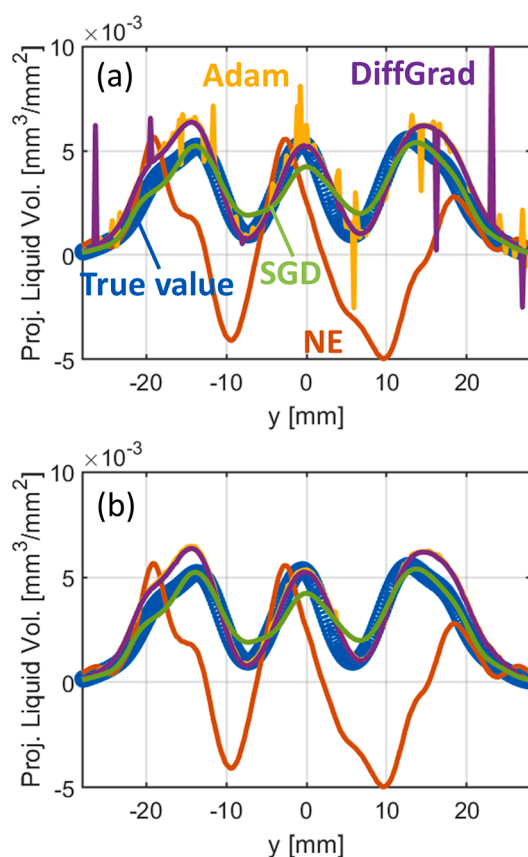 ×10⁻³
10
(a)
Adam
DiffGrad
5
0
True value
SGD
NE
-5
-20 -10 0 10 20
y [mm]
Proj. Liquid Vol. [mm³/mm²]
×10⁻³
10
(b)
5
0
-5
-20 -10 0 10 20
y [mm]
Proj. Liquid Vol. [mm³/mm²]